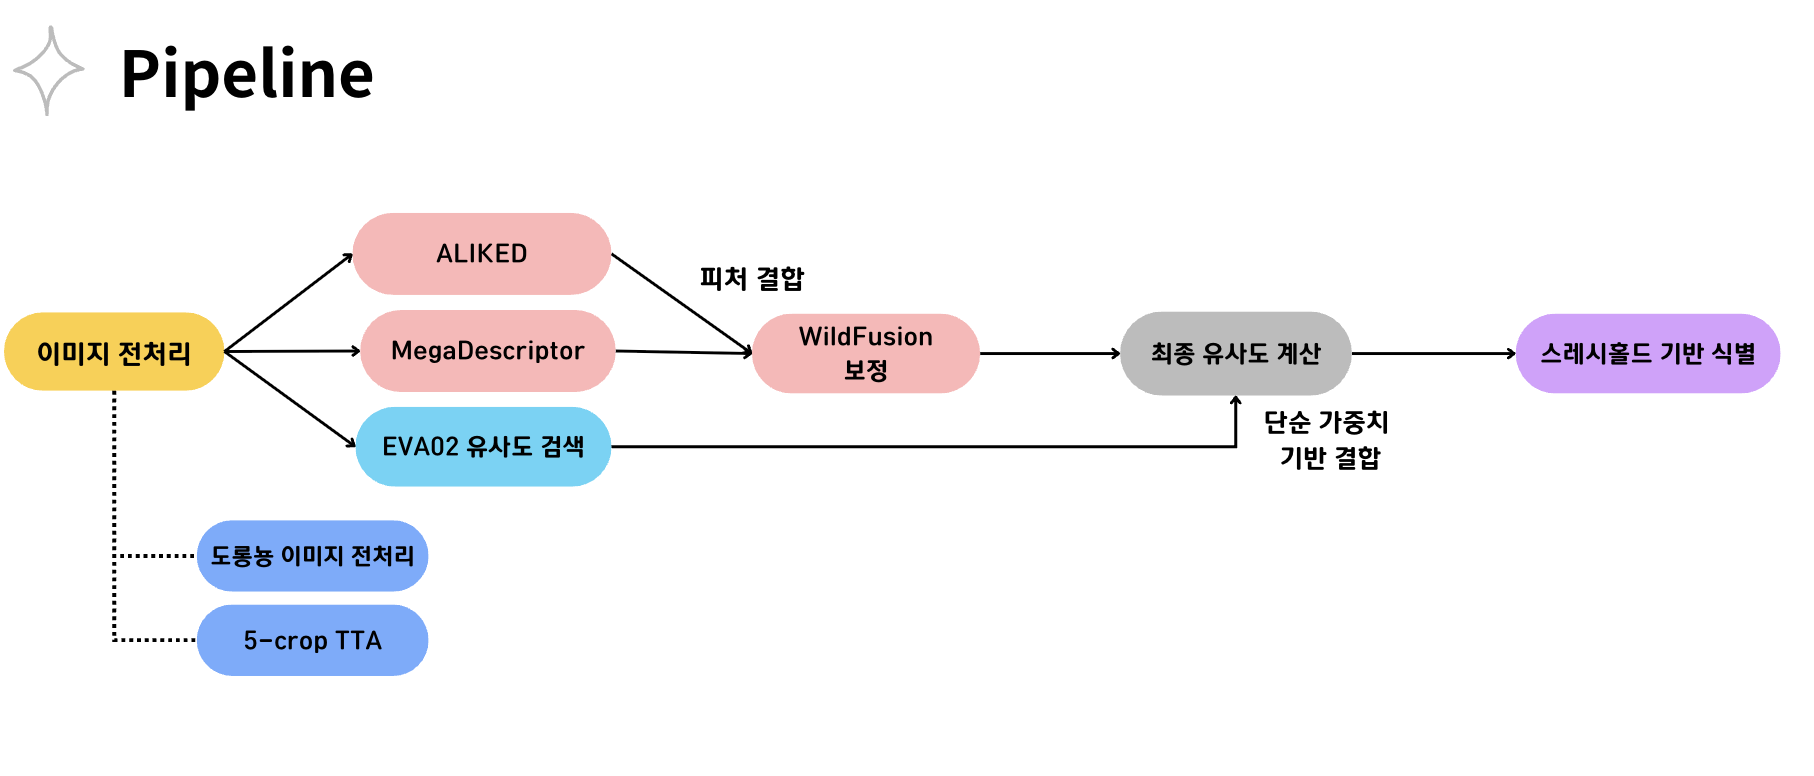 Pipeline
ALIKED
피처 결합
이미지 전처리
MegaDescriptor
WildFusion
보정
최종 유사도 계산
스레시홀드 기반 식별
EVA02 유사도 검색
단순 가중치
기반 결합
도롱뇽 이미지 전처리
5-crop TTA